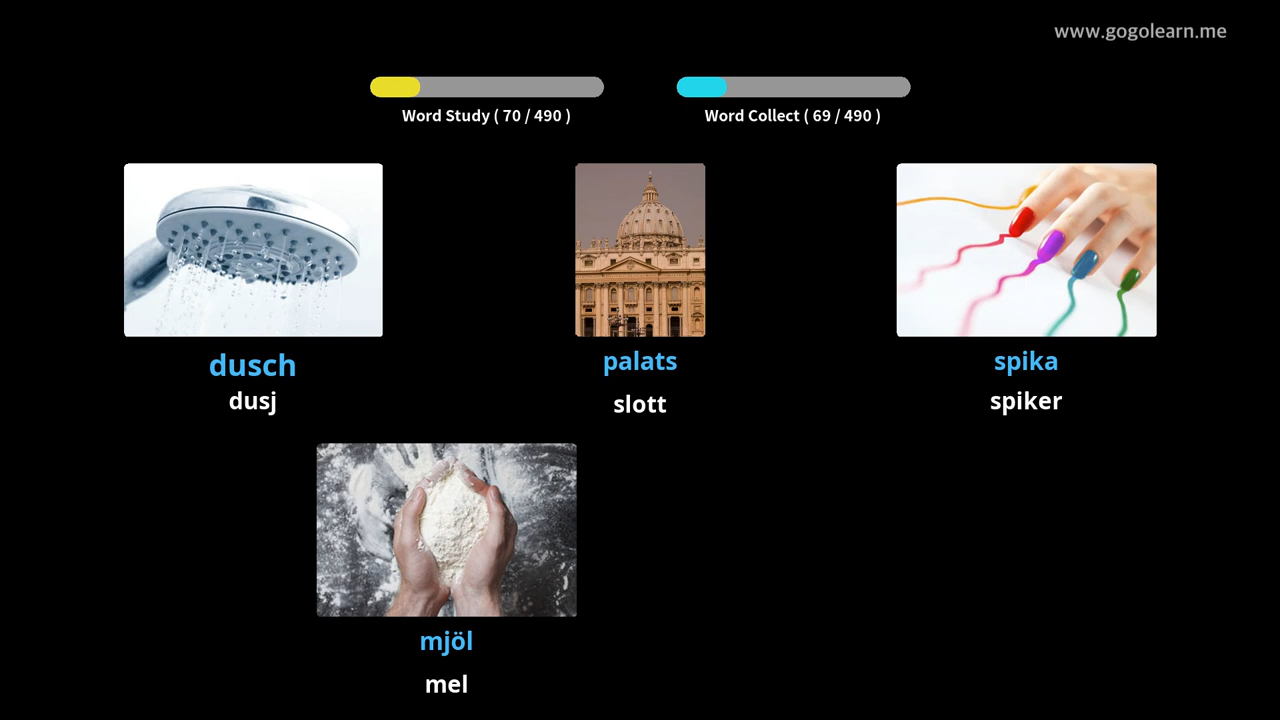 www.gogolearn.me
Word Study ( 70 / 490 )
Word Collect ( 69 / 490 )
dusch
dusj
palats
slott
spika
spiker
mjöl
mel